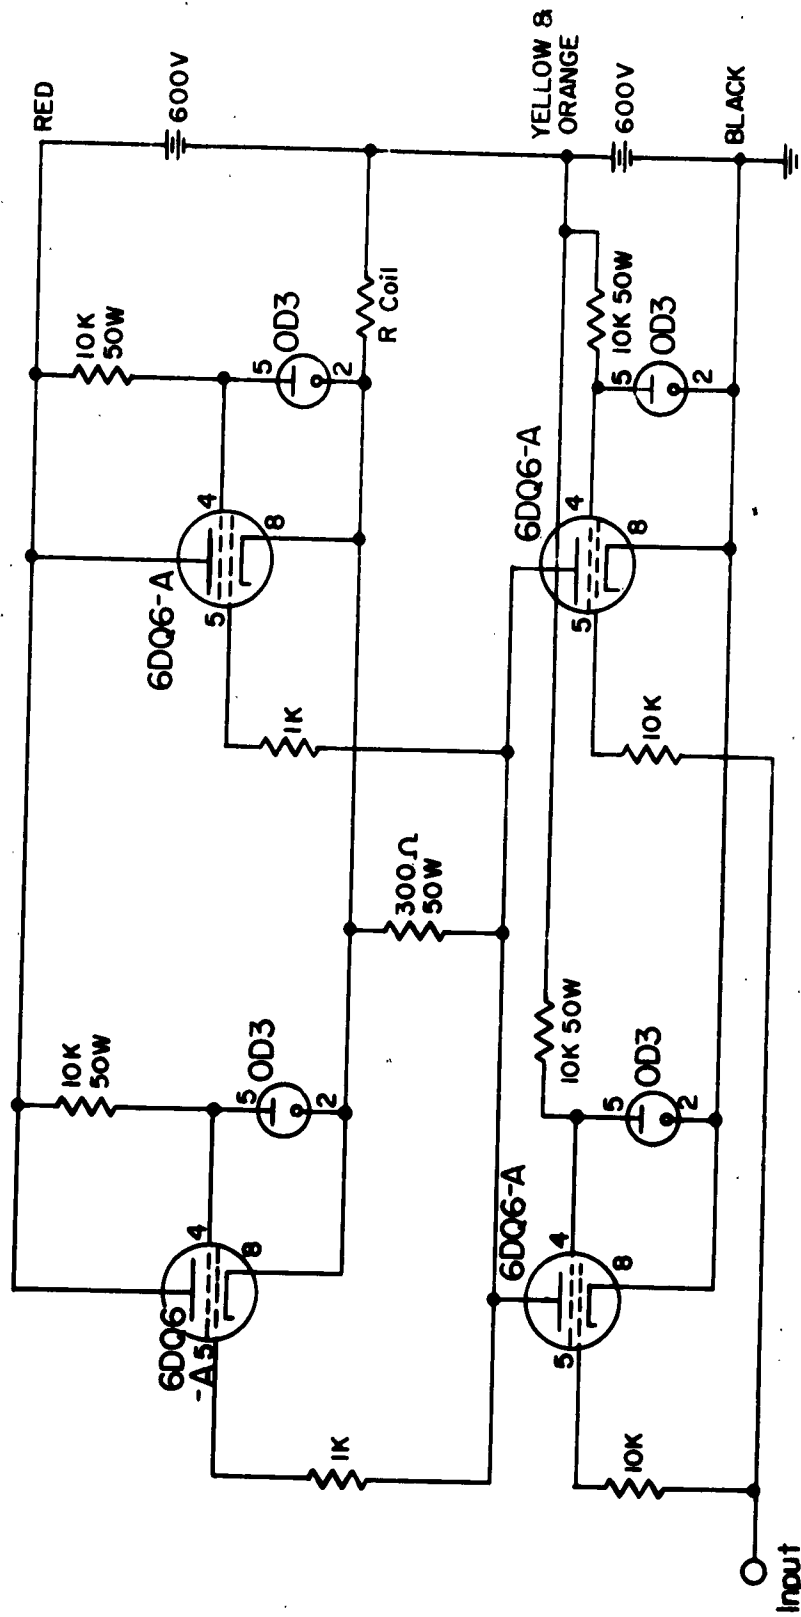 RED
600V
YELLOW &
ORANGE
600V
BLACK
10K
50W
5
OD3
2
R Coil
10K 50W
5
OD3
2
6DQ6-A
4
8
5
6DQ6-A
4
8
5
1K
10K
300Ω
50W
10K
50W
5
OD3
2
10K 50W
5
OD3
2
6DQ6
-A
4
8
5
6DQ6-A
4
8
5
1K
10K
Input